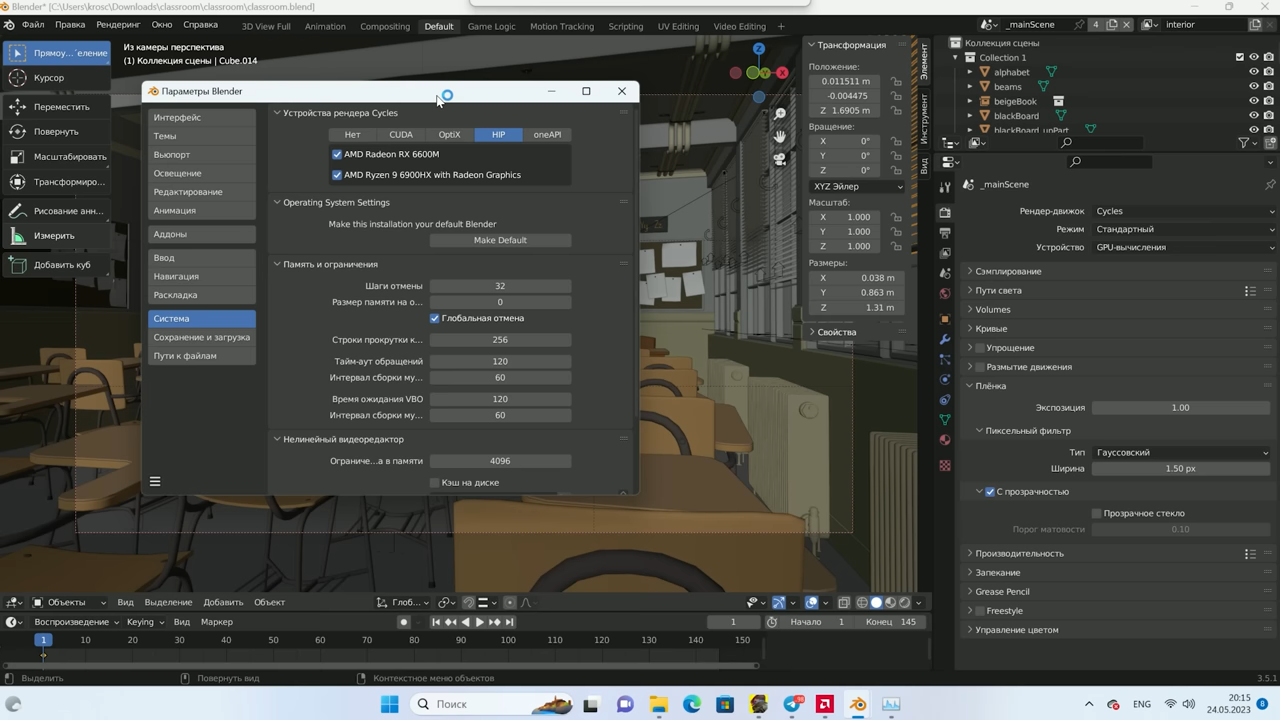 Blender* [C:\Users\krosc\Downloads\classroom\classroom\classroom.blend]
Файл
Правка
Рендеринг
Окно
Справка
3D View Full
Animation
Compositing
Default
Game Logic
Motion Tracking
Scripting
UV Editing
Video Editing
+
_mainScene
4
interior
Прямоу...ˊеление
Курсор
Переместить
Повернуть
Масштабировать
Трансформиро...
Рисование анн...
Измерить
Добавить куб
Из камеры перспектива
(1) Коллекция сцены | Cube.014
Параметры Blender
Интерфейс
Темы
Вьюпорт
Освещение
Редактирование
Анимация
Аддоны
Ввод
Навигация
Раскладка
Система
Сохранение и загрузка
Пути к файлам
Устройства рендера Cycles
Нет
CUDA
OptiX
HIP
oneAPI
AMD Radeon RX 6600M
AMD Ryzen 9 6900HX with Radeon Graphics
Operating System Settings
Make this installation your default Blender
Make Default
Память и ограничения
Шаги отмены 32
Размер памяти на о... 0
Глобальная отмена
Строки прокрутки к... 256
Тайм-аут обращений 120
Интервал сборки му... 60
Время ожидания VBO 120
Интервал сборки му... 60
Нелинейный видеоредактор
Ограниче...а в памяти 4096
Кэш на диске
Z
Y
X
Трансформация
Положение:
0.011511 m
-0.004475
Z 1.6905 m
Вращение:
X 0°
Y 0°
Z 0°
XYZ Эйлер
Масштаб:
X 1.000
Y 1.000
Z 1.000
Размеры:
X 0.038 m
Y 0.863 m
Z 1.31 m
Свойства
Элемент
Инструмент
Вид
Коллекция сцены
Collection 1
alphabet
beams
beigeBook
blackBoard
blackBoard_upPart
_mainScene
Рендер-движок Cycles
Режим Стандартный
Устройство GPU-вычисления
Сэмплирование
Пути света
Volumes
Кривые
Упрощение
Размытие движения
Плёнка
Экспозиция 1.00
Пиксельный фильтр
Тип Гауссовский
Ширина 1.50 px
С прозрачностью
Прозрачное стекло
Порог матовости 0.10
Производительность
Запекание
Grease Pencil
Freestyle
Управление цветом
Объекты
Вид
Выделение
Добавить
Объект
Глоб...
Воспроизведение
Keying
Вид
Маркер
1
Начало 1
Конец 145
1 10 20 30 40 50 60 70 80 90 100 110 120 130 140 150
Выделить
Повернуть вид
Контекстное меню объектов
3.5.1
Поиск
ENG
20:15
24.05.2023
8